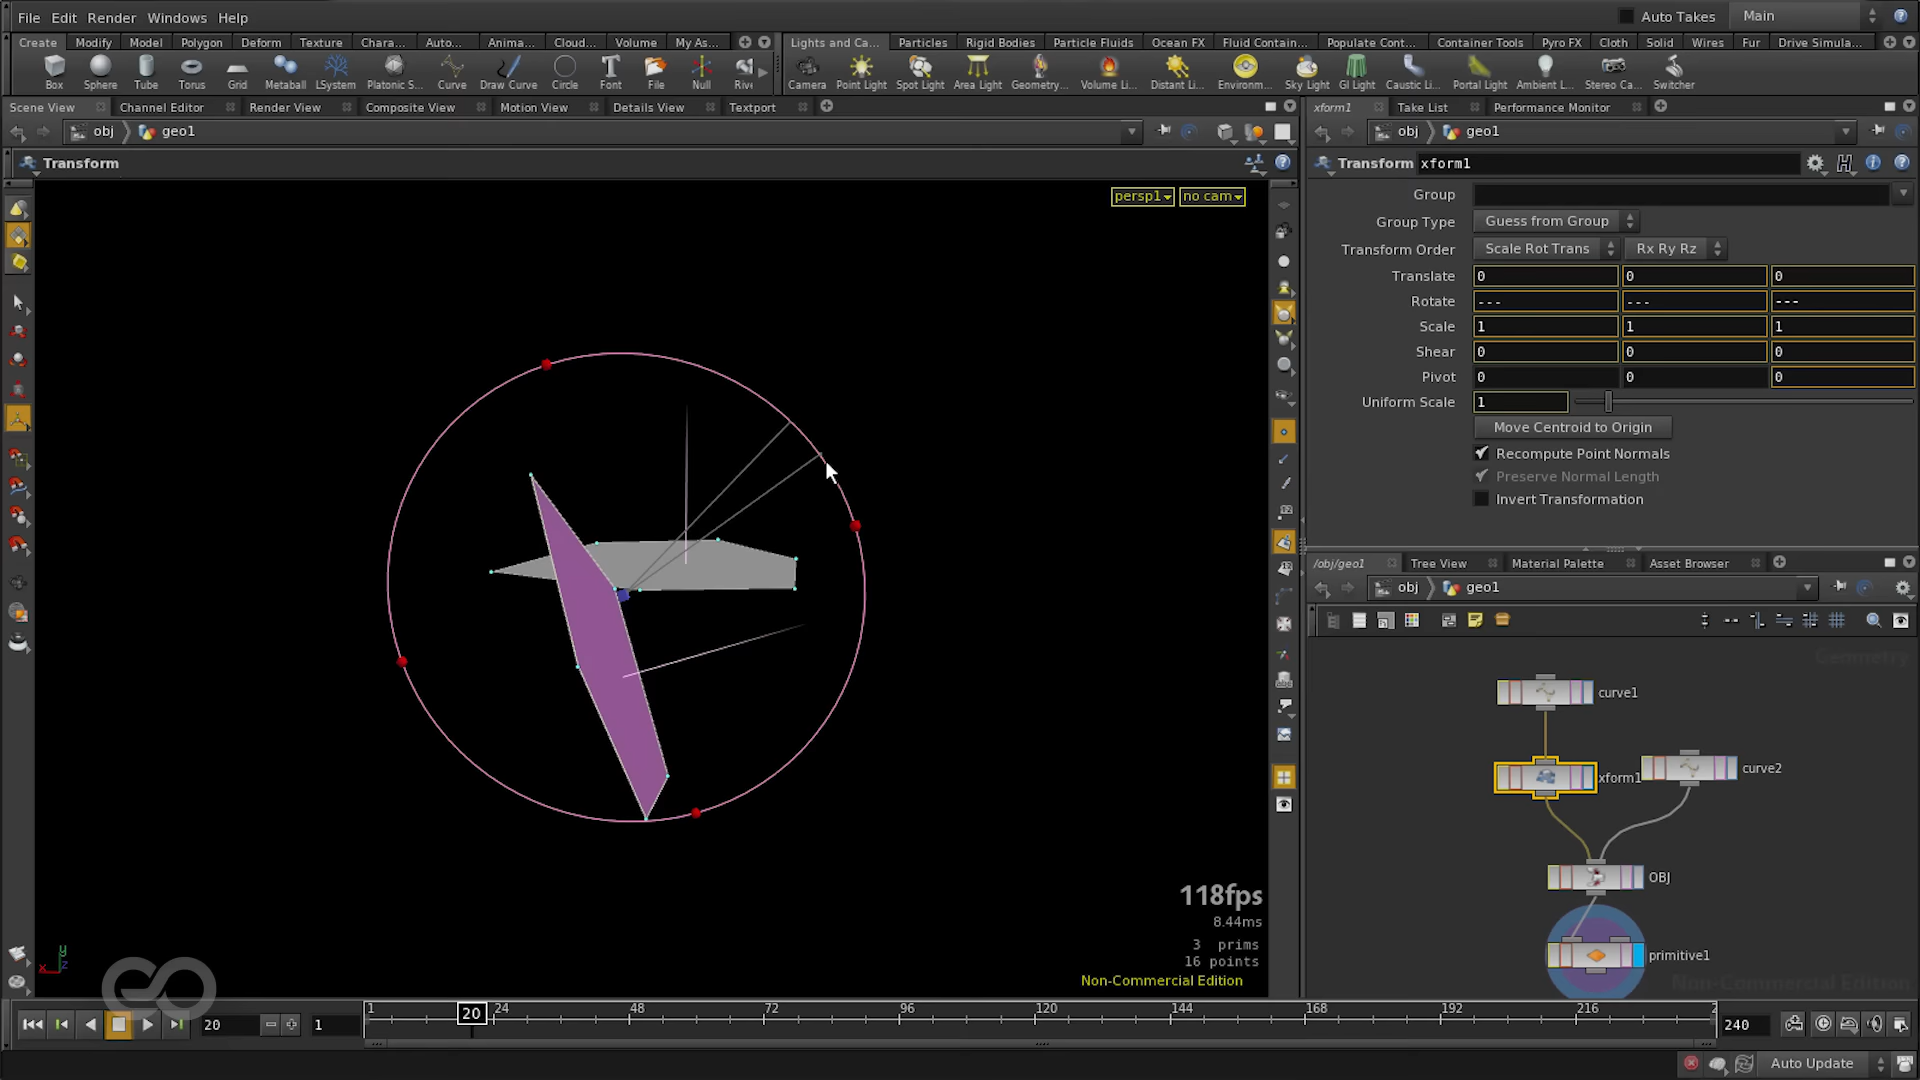 File Edit Render Windows Help
Auto Takes Main
Create Modify Model Polygon Deform Texture Chara... Auto... Anima... Cloud... Volume My As...
Lights and Ca... Particles Rigid Bodies Particle Fluids Ocean FX Fluid Contain... Populate Cont... Container Tools Pyro FX Cloth Solid Wires Fur Drive Simula...
Box Sphere Tube Torus Grid Metaball LSystem Platonic S... Curve Draw Curve Circle Font File Null Riv
Camera Point Light Spot Light Area Light Geometry... Volume Li... Distant Li... Environm... Sky Light GI Light Caustic Li... Portal Light Ambient L... Stereo Ca... Switcher
Scene View Channel Editor Render View Composite View Motion View Details View Textport
xform1 Take List Performance Monitor
obj geo1
obj geo1
Transform
Transform xform1
persp1 no cam
Group
Group Type Guess from Group
Transform Order Scale Rot Trans Rx Ry Rz
Translate 0 0 0
Rotate --- --- ---
Scale 1 1 1
Shear 0 0 0
Pivot 0 0 0
Uniform Scale 1
Move Centroid to Origin
Recompute Point Normals
Preserve Normal Length
Invert Transformation
/obj/geo1 Tree View Material Palette Asset Browser
obj geo1
Geometry
curve1
xform1
curve2
OBJ
primitive1
Non-Commercial Edition
118fps
8.44ms
3 prims
16 points
Non-Commercial Edition
y
x z
GO
20 1
1 20 24 48 72 96 120 144 168 192 216 2
240
Auto Update